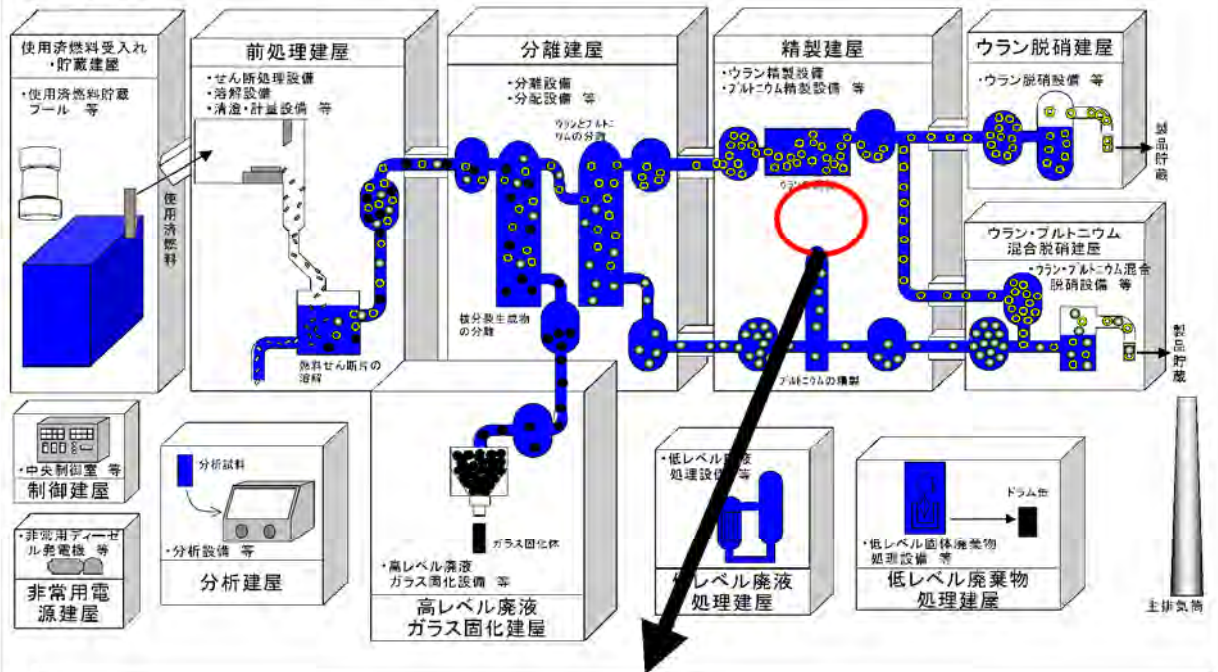 使用済燃料受入れ
・貯蔵建屋
・使用済燃料貯蔵
プール 等
使用済燃料
前処理建屋
・せん断処理設備
・溶解設備
・清澄・計量設備 等
燃料せん断片の
溶解
分離建屋
・分離設備
・分配設備 等
ウランとプルトニ
ウムの分離
核分裂生成物
の分離
精製建屋
・ウラン精製設備
・プルトニウム精製設備 等
プルトニウムの精製
ウラン脱硝建屋
・ウラン脱硝設備 等
製品貯蔵
ウラン・プルトニウム
混合脱硝建屋
・ウラン・プルトニウム混合
脱硝設備 等
製品貯蔵
・中央制御室 等
制御建屋
・非常用ディーゼ
ル発電機 等
非常用電
源建屋
分析試料
・分析設備 等
分析建屋
ガラス固化体
・高レベル廃液
ガラス固化設備 等
高レベル廃液
ガラス固化建屋
・低レベル廃液
処理設備 等
レベル廃液
処理建屋
ドラム缶
・低レベル固体廃棄物
処理設備 等
低レベル廃棄物
処理建屋
主排気筒